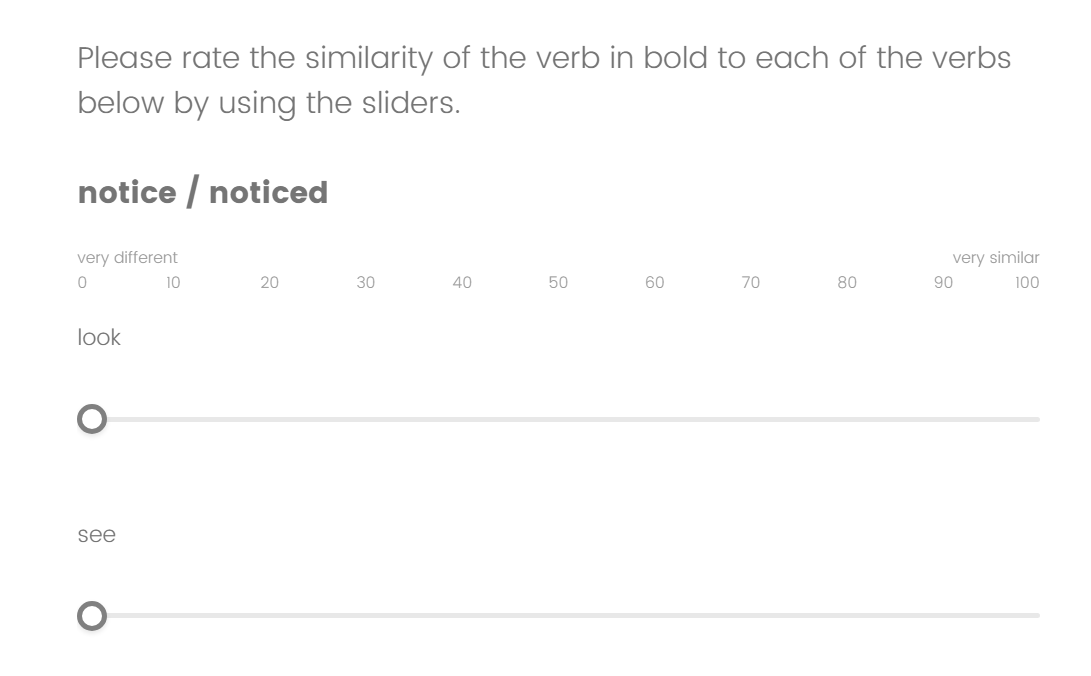 Please rate the similarity of the verb in bold to each of the verbs
below by using the sliders.
notice / noticed
very different very similar
0 10 20 30 40 50 60 70 80 90 100
look
see